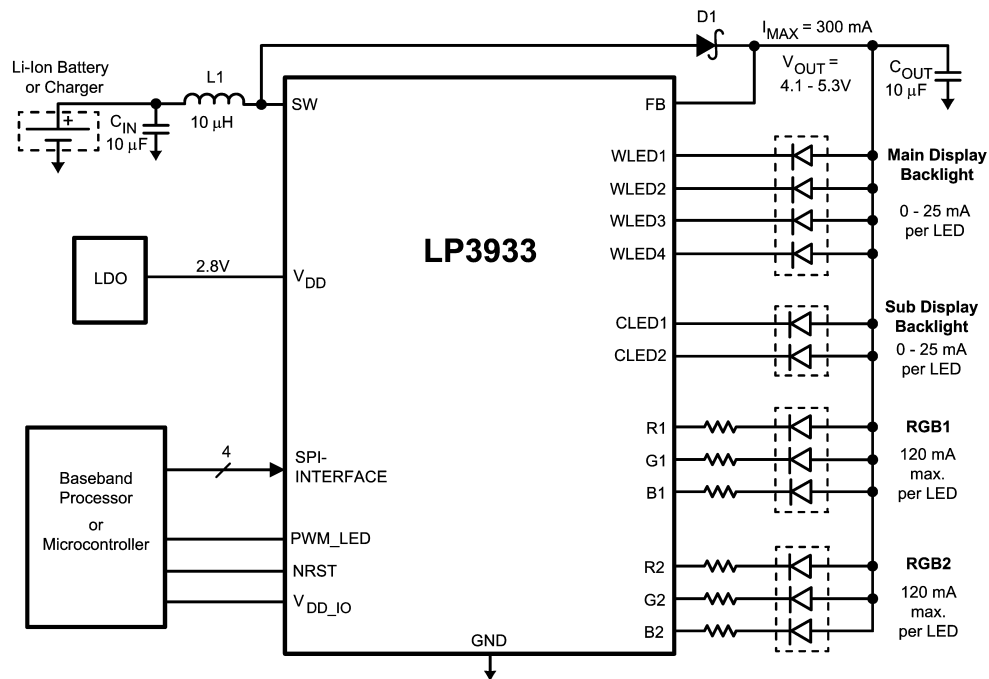 D1
I_MAX = 300 mA
V_OUT =
4.1 - 5.3V
C_OUT
10 μF
Li-Ion Battery
or Charger
+
C_IN
10 μF
L1
10 μH
SW
FB
WLED1
WLED2
WLED3
WLED4
Main Display
Backlight
0 - 25 mA
per LED
LP3933
LDO
2.8V
V_DD
CLED1
CLED2
Sub Display
Backlight
0 - 25 mA
per LED
R1
G1
B1
RGB1
120 mA
max.
per LED
Baseband
Processor
or
Microcontroller
4
SPI-
INTERFACE
PWM_LED
NRST
V_DD_IO
R2
G2
B2
RGB2
120 mA
max.
per LED
GND